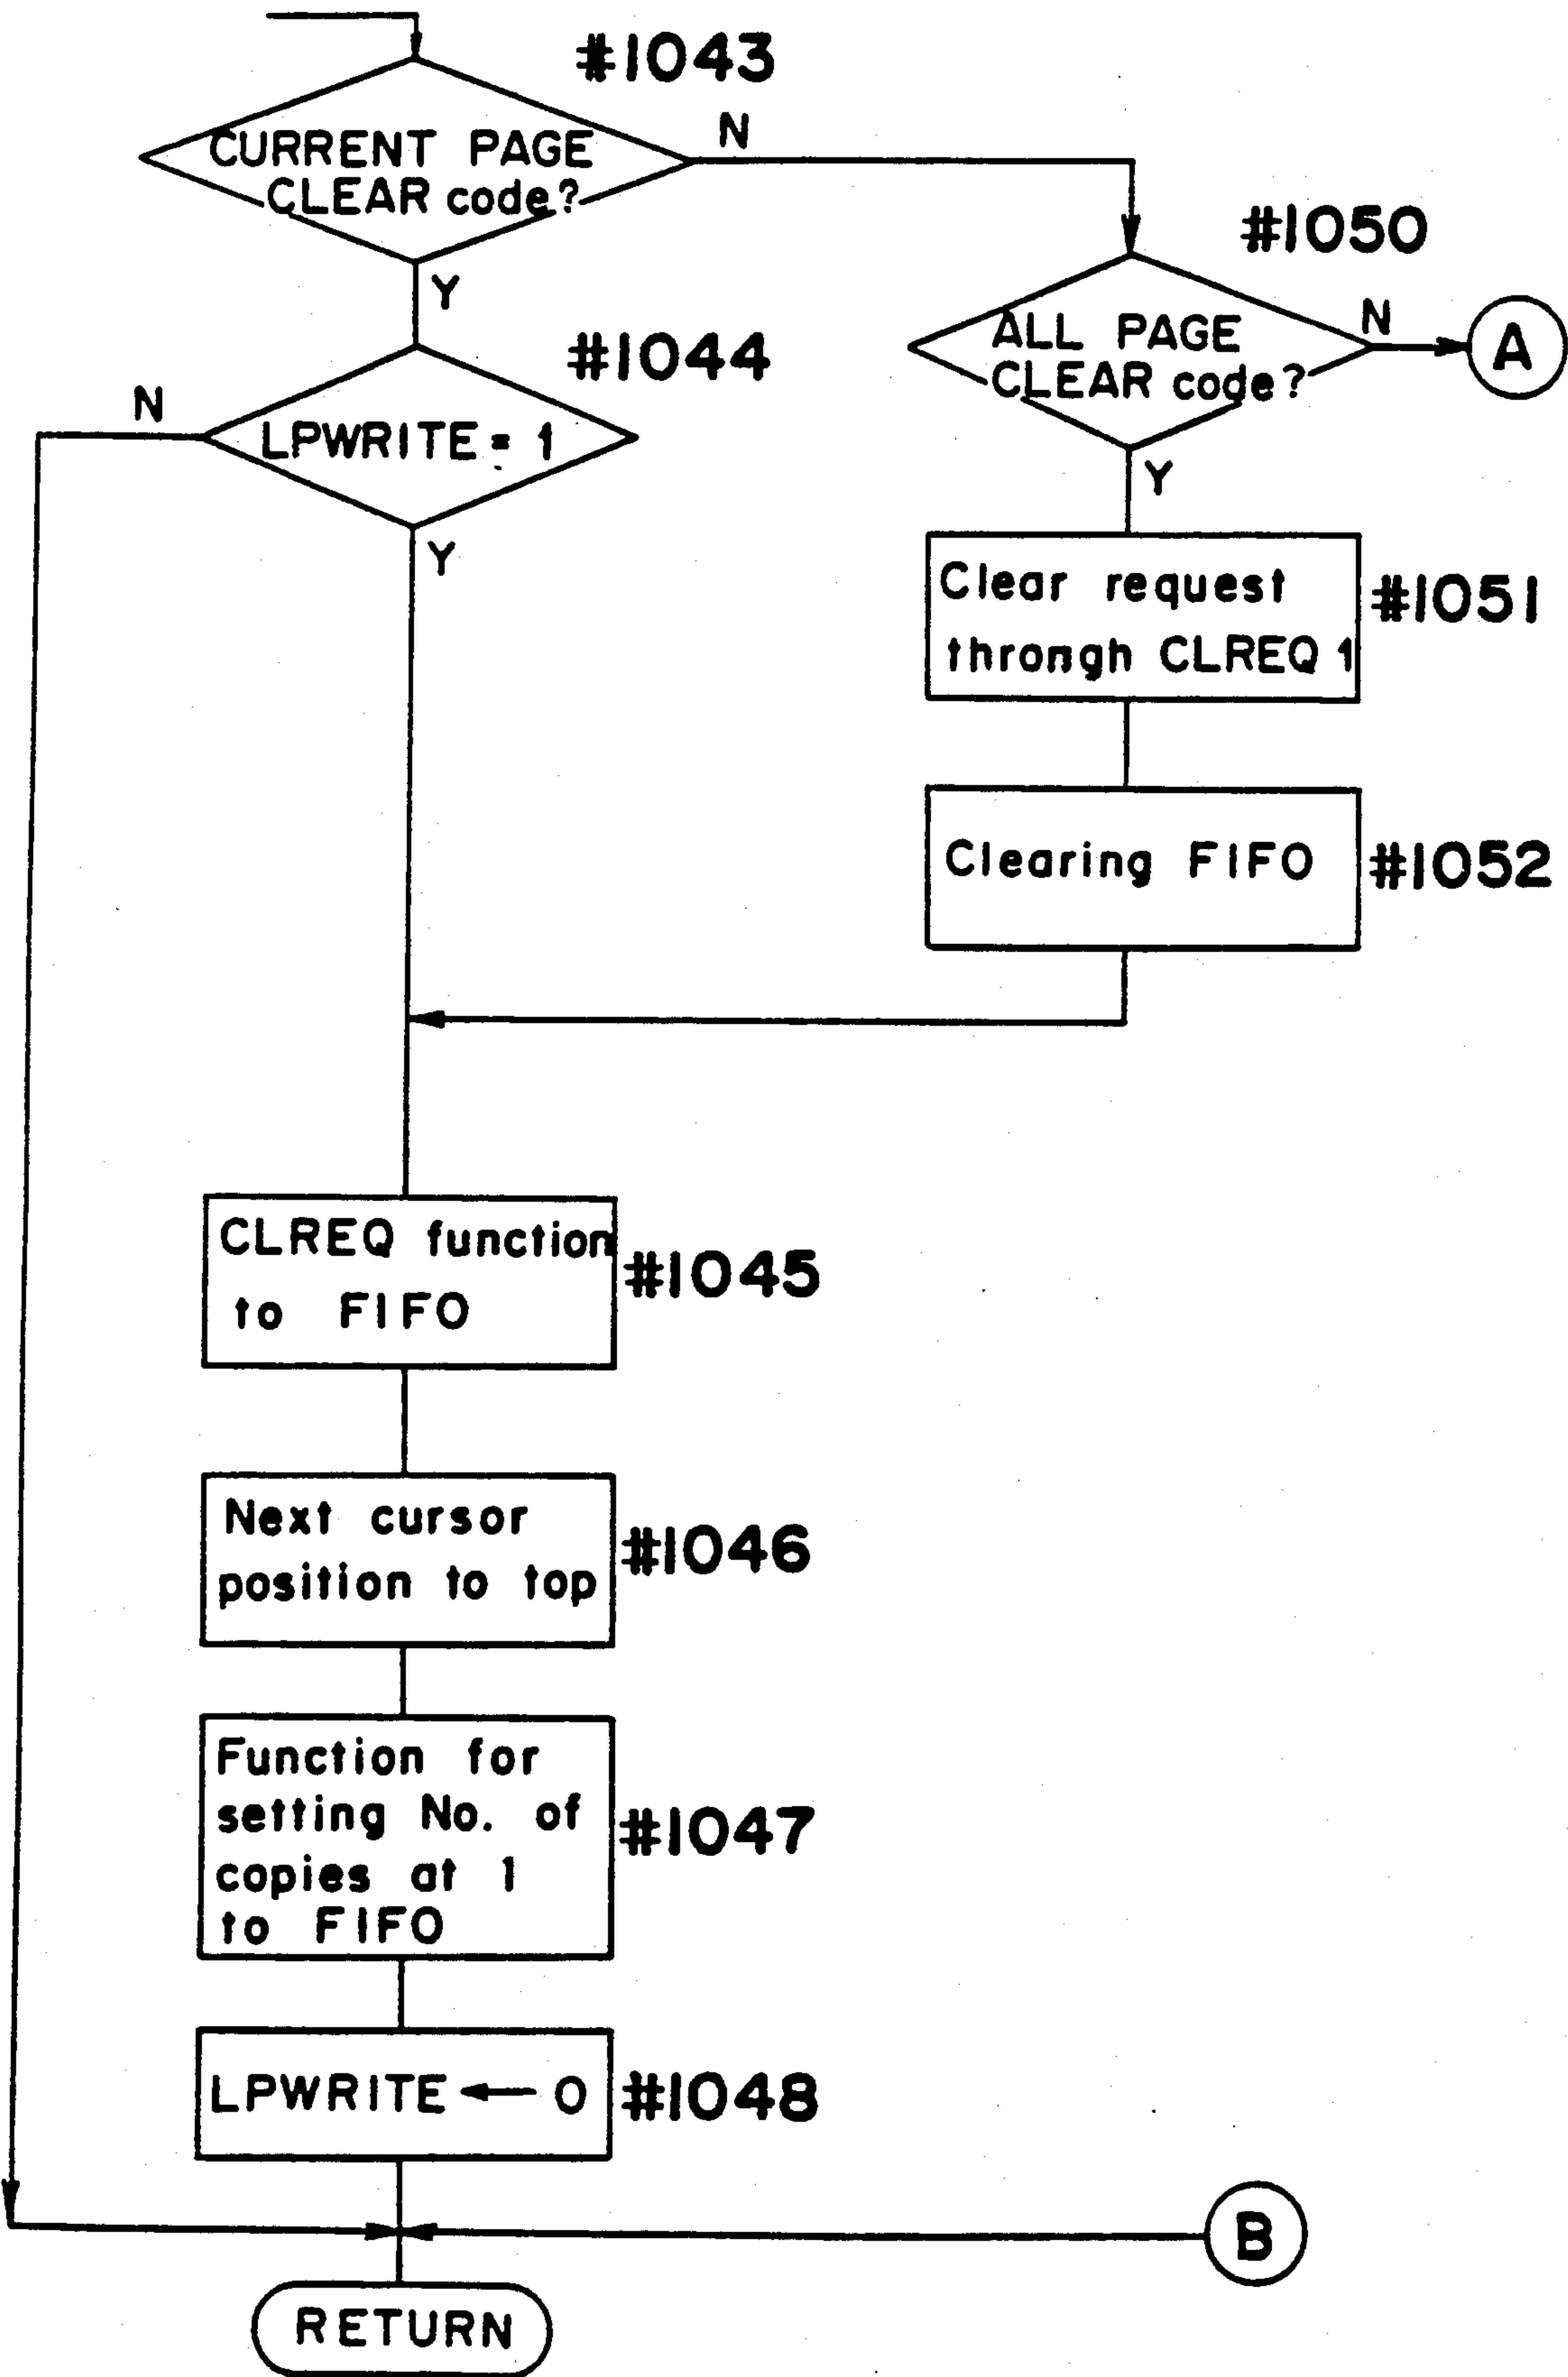 #1043
CURRENT PAGE
CLEAR code?
N
Y
#1050
ALL PAGE
CLEAR code?
N
A
Y
#1044
LPWRITE = 1
N
Y
Clear request
throngh CLREQ 1
#1051
Clearing FIFO
#1052
CLREQ function
to FIFO
#1045
Next cursor
position to top
#1046
Function for
setting No. of
copies at 1
to FIFO
#1047
LPWRITE ← 0
#1048
B
RETURN